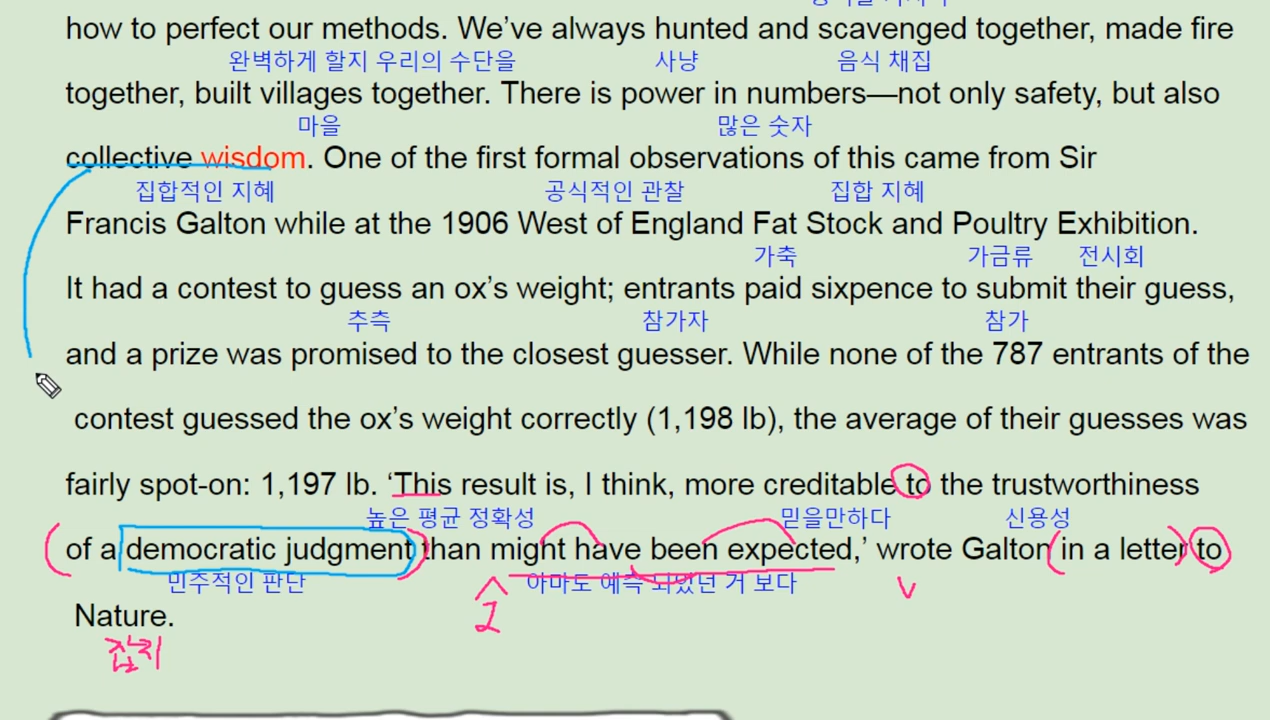 how to perfect our methods. We've always hunted and scavenged together, made fire
완벽하게 할지 우리의 수단을 사냥 음식 채집
together, built villages together. There is power in numbers—not only safety, but also
마을 많은 숫자
collective wisdom. One of the first formal observations of this came from Sir
집합적인 지혜 공식적인 관찰 집합 지혜
Francis Galton while at the 1906 West of England Fat Stock and Poultry Exhibition.
가축 가금류 전시회
It had a contest to guess an ox's weight; entrants paid sixpence to submit their guess,
추측 참가자 참가
and a prize was promised to the closest guesser. While none of the 787 entrants of the
contest guessed the ox's weight correctly (1,198 lb), the average of their guesses was
fairly spot-on: 1,197 lb. ‘This result is, I think, more creditable to the trustworthiness
높은 평균 정확성 믿을만하다 신용성
of a democratic judgment than might have been expected,’ wrote Galton in a letter to
민주적인 판단 아마도 예측 되었던 거 보다 V
Nature.
잡지